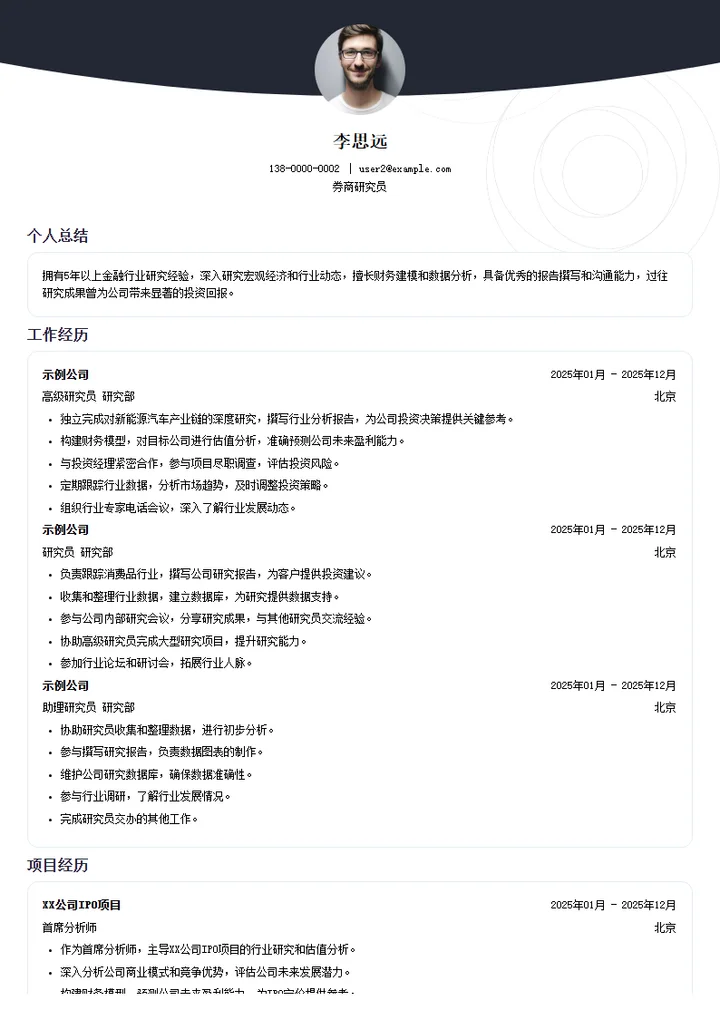 李思远
138-0000-0002 | user2@example.com
券商研究员
个人总结
拥有5年以上金融行业研究经验，深入研究宏观经济和行业动态，擅长财务建模和数据分析，具备优秀的报告撰写和沟通能力，过往
研究成果曾为公司带来显著的投资回报。
工作经历
示例公司 2025年01月 - 2025年12月
高级研究员 研究部 北京
• 独立完成对新能源汽车产业链的深度研究，撰写行业分析报告，为公司投资决策提供关键参考。
• 构建财务模型，对目标公司进行估值分析，准确预测公司未来盈利能力。
• 与投资经理紧密合作，参与项目尽职调查，评估投资风险。
• 定期跟踪行业数据，分析市场趋势，及时调整投资策略。
• 组织行业专家电话会议，深入了解行业发展动态。
示例公司 2025年01月 - 2025年12月
研究员 研究部 北京
• 负责跟踪消费品行业，撰写公司研究报告，为客户提供投资建议。
• 收集和整理行业数据，建立数据库，为研究提供数据支持。
• 参与公司内部研究会议，分享研究成果，与其他研究员交流经验。
• 协助高级研究员完成大型研究项目，提升研究能力。
• 参加行业论坛和研讨会，拓展行业人脉。
示例公司 2025年01月 - 2025年12月
助理研究员 研究部 北京
• 协助研究员收集和整理数据，进行初步分析。
• 参与撰写研究报告，负责数据图表的制作。
• 维护公司研究数据库，确保数据准确性。
• 参与行业调研，了解行业发展情况。
• 完成研究员交办的其他工作。
项目经历
XX公司IPO项目 2025年01月 - 2025年12月
首席分析师 北京
• 作为首席分析师，主导XX公司IPO项目的行业研究和估值分析。
• 深入分析公司商业模式和竞争优势，评估公司未来发展潜力。
• 构建财务模型，预测公司未来盈利能力，为IPO定价提供参考。